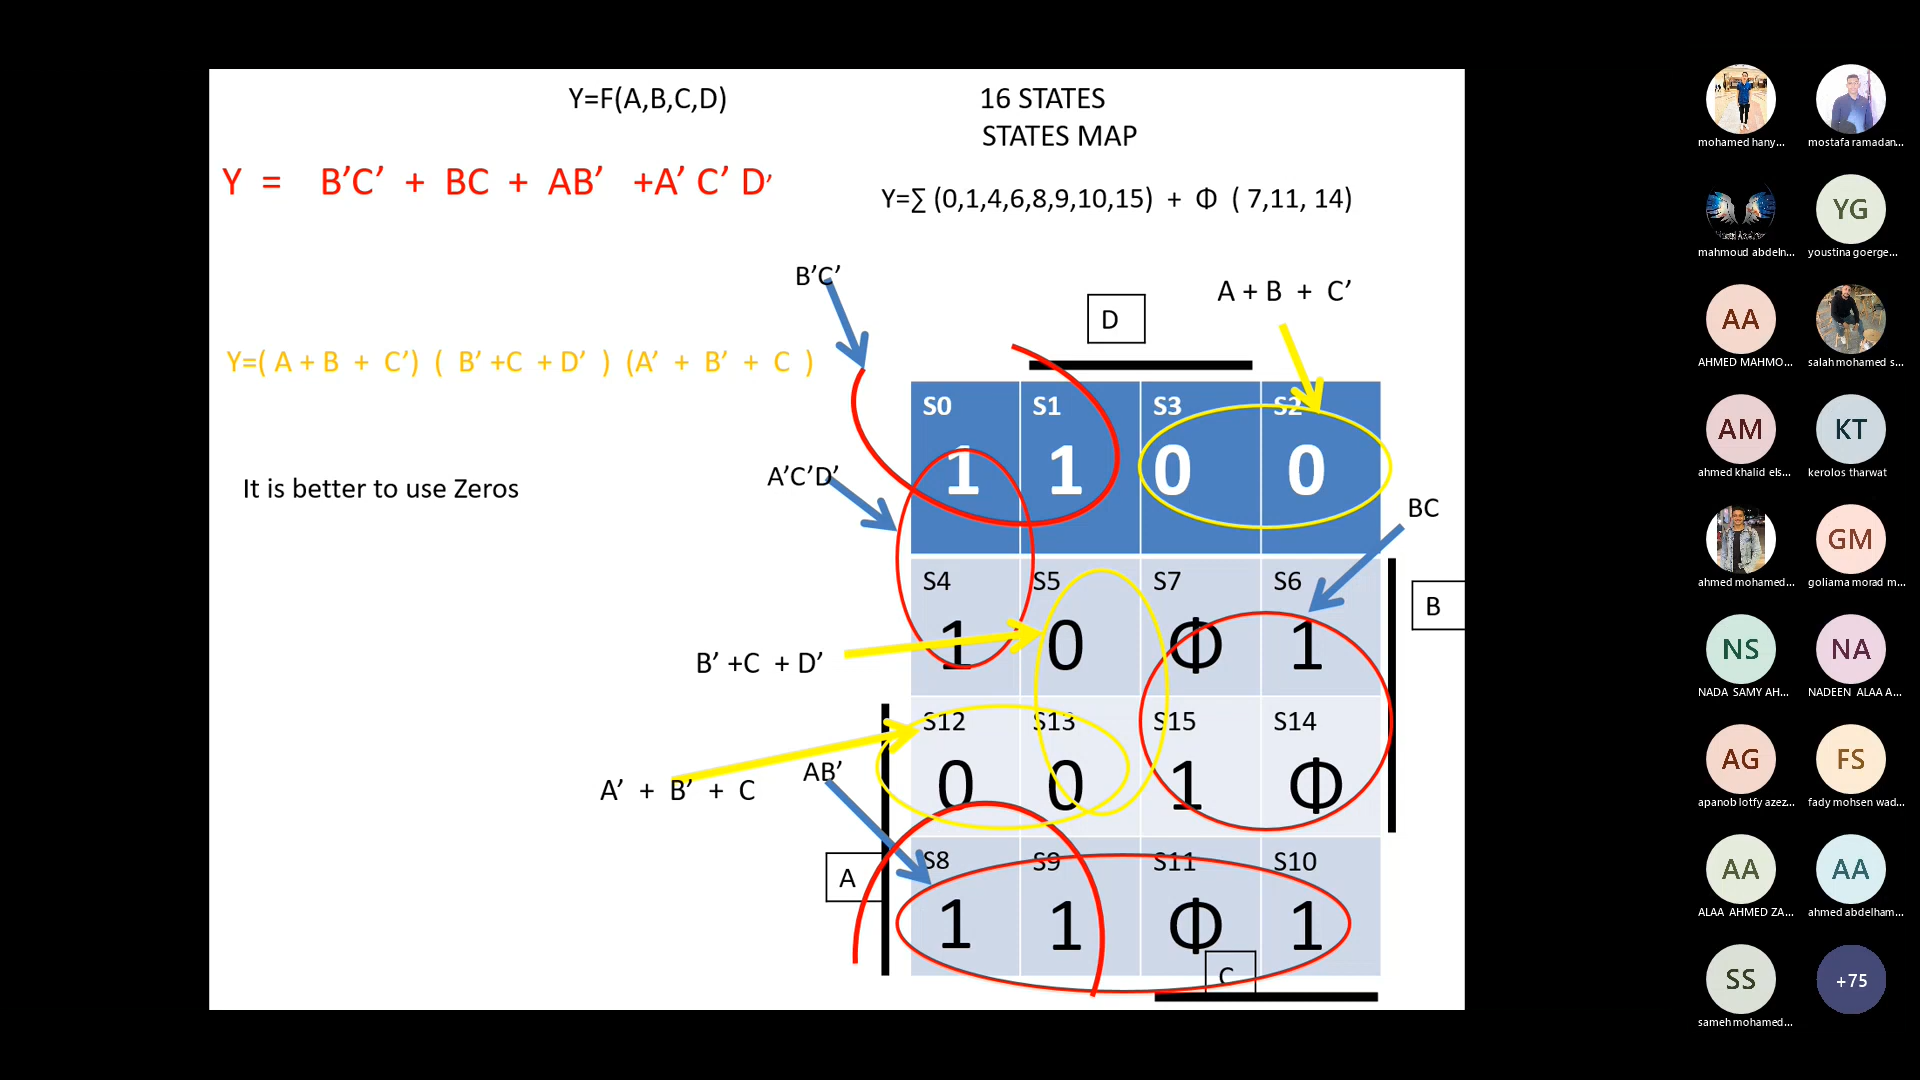 Y=F(A,B,C,D)
16 STATES
STATES MAP
Y = B’C’ + BC + AB’ +A’ C’ D’
Y=∑ (0,1,4,6,8,9,10,15) + Φ ( 7,11, 14)
B’C’
A + B + C’
D
Y=( A + B + C’) ( B’ +C + D’ ) (A’ + B’ + C )
S0 S1 S3 S2
1 1 0 0
A’C’D’
It is better to use Zeros
BC
S4 S5 S7 S6
1 0 Φ 1
B
B’ +C + D’
S12 S13 S15 S14
0 0 1 Φ
AB’
A’ + B’ + C
S8 S9 S11 S10
A
1 1 Φ 1
C
mohamed hany...
mostafa ramadan...
mahmoud abdeln...
YG
youstina goerge...
AA
AHMED MAHMO...
salah mohamed s...
AM
ahmed khalid els...
KT
kerolos tharwat
ahmed mohamed...
GM
goliama morad m...
NS
NADA SAMY AH...
NA
NADEEN ALAA A...
AG
apanob lotfy azez...
FS
fady mohsen wad...
AA
ALAA AHMED ZA...
AA
ahmed abdelham...
SS
sameh mohamed...
+75